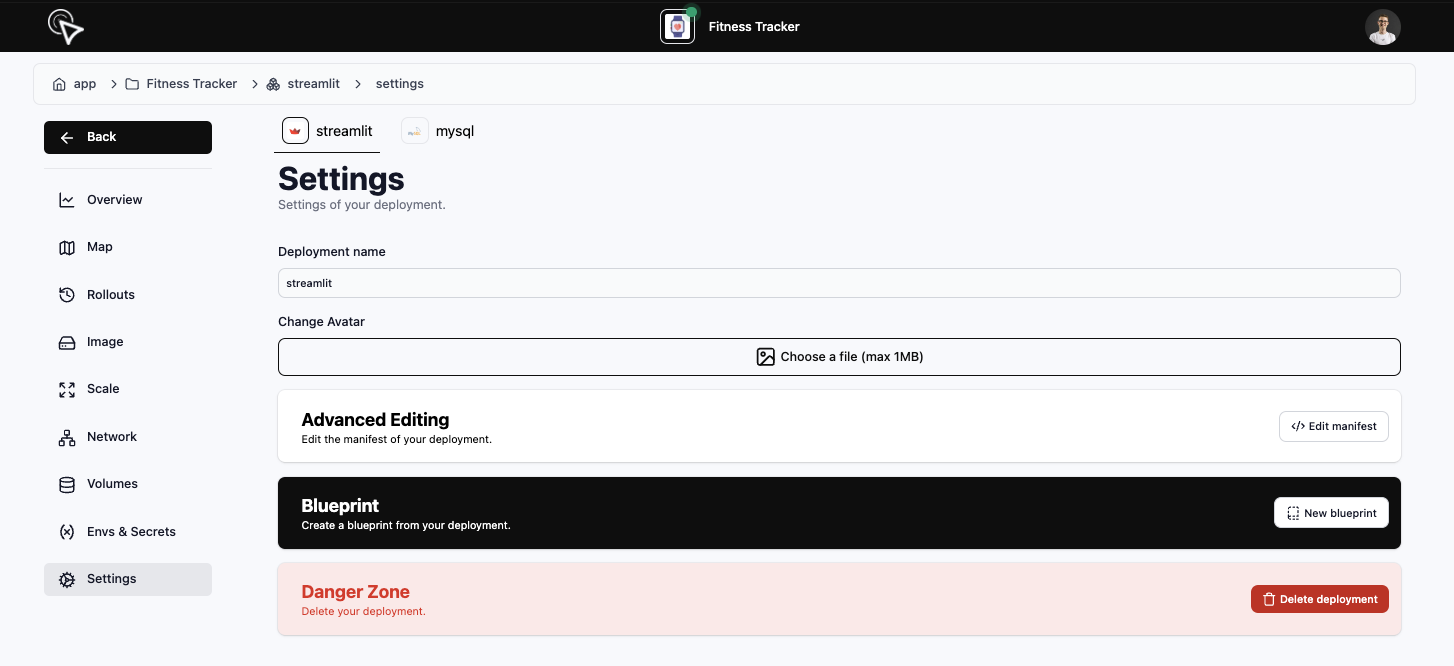 Fitness Tracker
app
Fitness Tracker
streamlit
settings
Back
streamlit
mysql
Settings
Settings of your deployment.
Overview
Map
Rollouts
Image
Scale
Network
Volumes
Envs & Secrets
Settings
Deployment name
streamlit
Change Avatar
Choose a file (max 1MB)
Advanced Editing
Edit the manifest of your deployment.
</> Edit manifest
Blueprint
Create a blueprint from your deployment.
New blueprint
Danger Zone
Delete your deployment.
Delete deployment